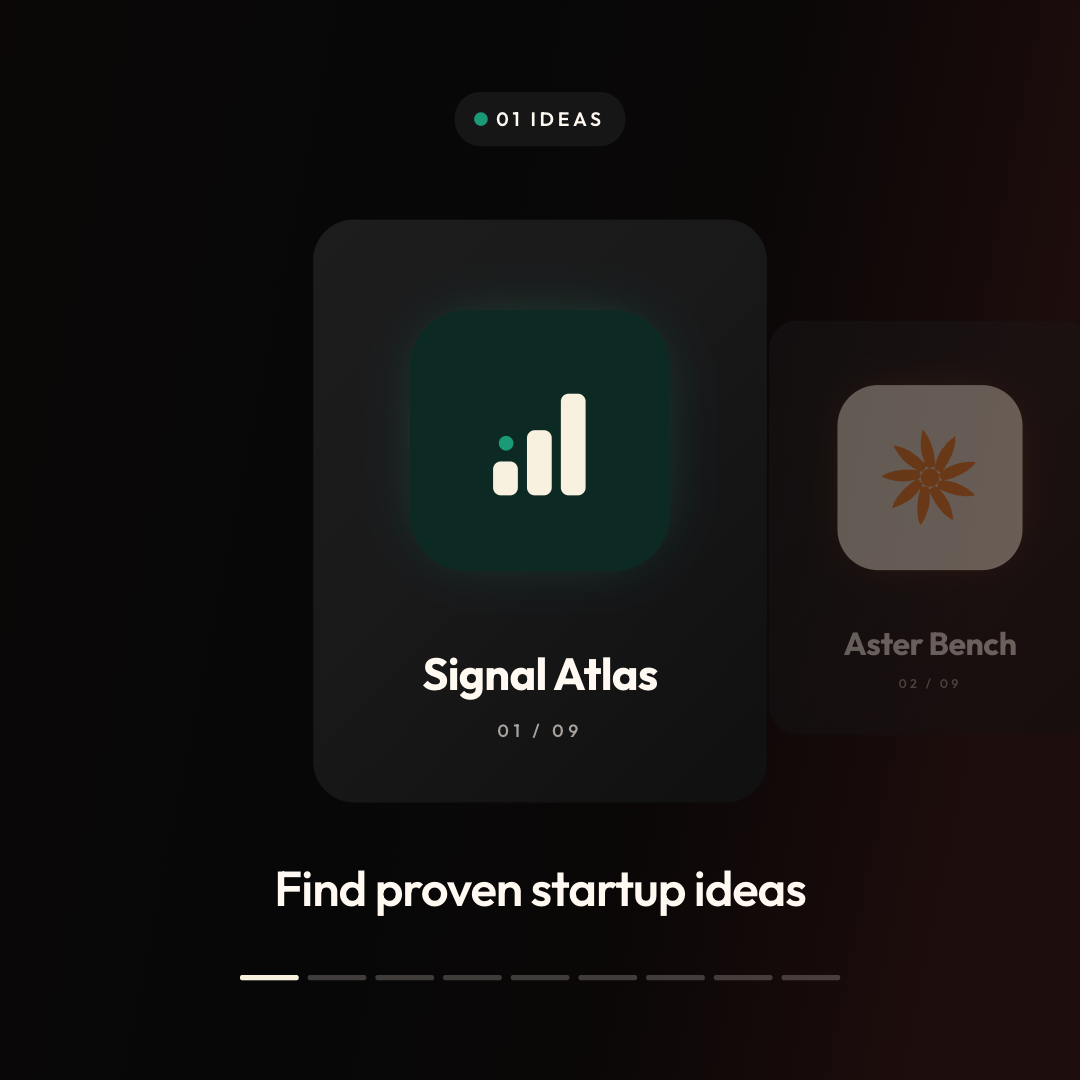 01 IDEAS
Signal Atlas
01 / 09
Aster Bench
02 / 09
Find proven startup ideas